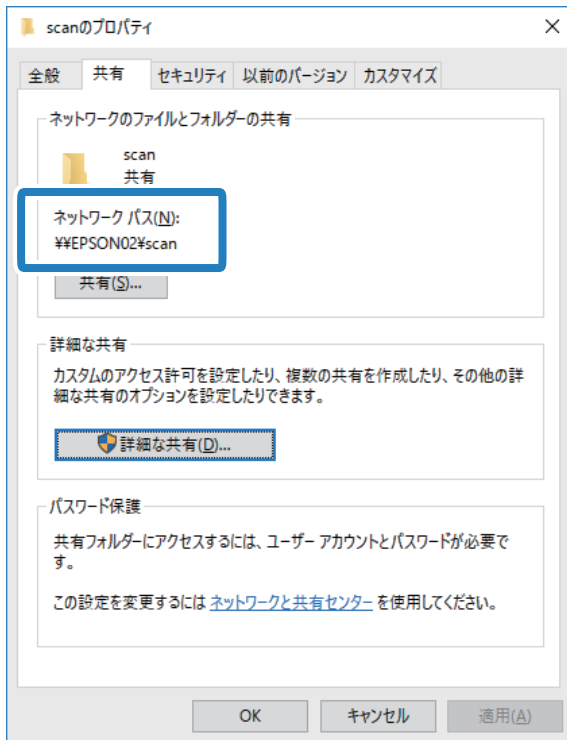 scanのプロパティ
全般 共有 セキュリティ 以前のバージョン カスタマイズ
ネットワークのファイルとフォルダーの共有
scan
共有
ネットワーク パス(N):
¥¥EPSON02¥scan
共有(S)...
詳細な共有
カスタムのアクセス許可を設定したり、複数の共有を作成したり、その他の詳
細な共有のオプションを設定したりできます。
詳細な共有(D)...
パスワード保護
共有フォルダーにアクセスするには、ユーザー アカウントとパスワードが必要で
す。
この設定を変更するには ネットワークと共有センター を使用してください。
OK キャンセル 適用(A)